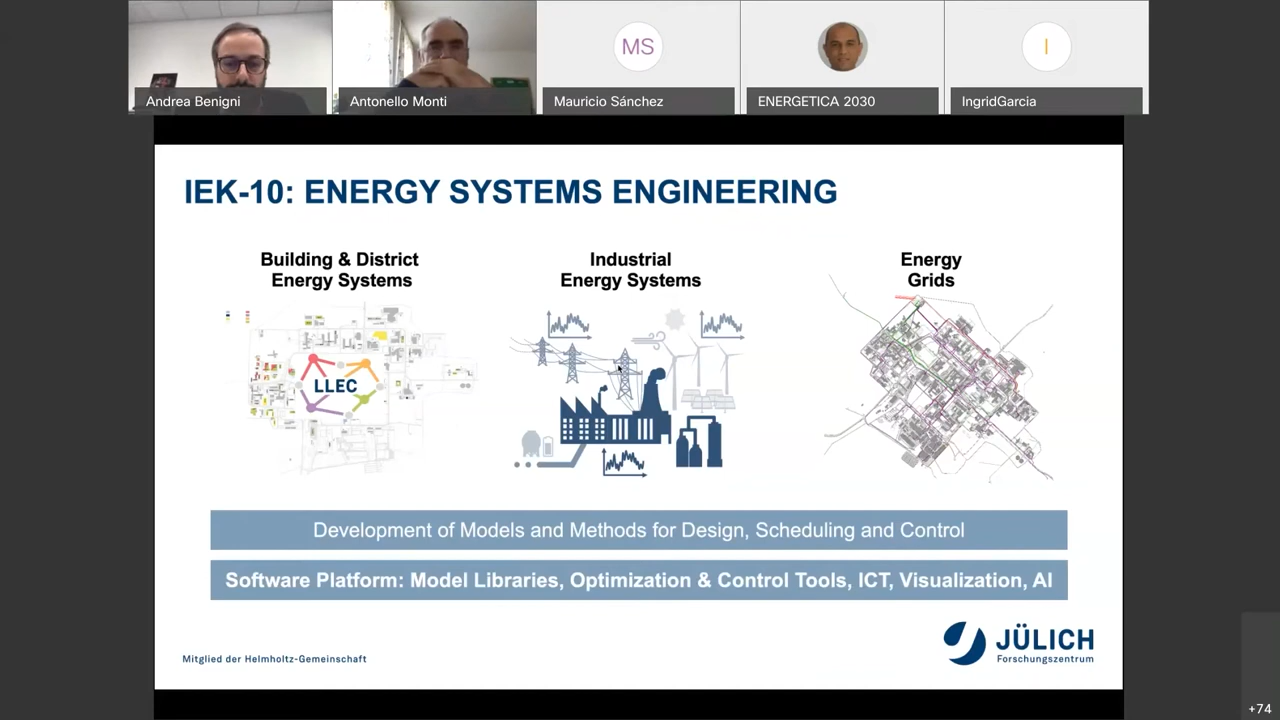 MS
I
Andrea Benigni
Antonello Monti
Mauricio Sánchez
ENERGETICA 2030
IngridGarcia
IEK-10: ENERGY SYSTEMS ENGINEERING
Building & District
Energy Systems
Industrial
Energy Systems
Energy
Grids
LLEC
Development of Models and Methods for Design, Scheduling and Control
Software Platform: Model Libraries, Optimization & Control Tools, ICT, Visualization, AI
Mitglied der Helmholtz-Gemeinschaft
JÜLICH
Forschungszentrum
+74